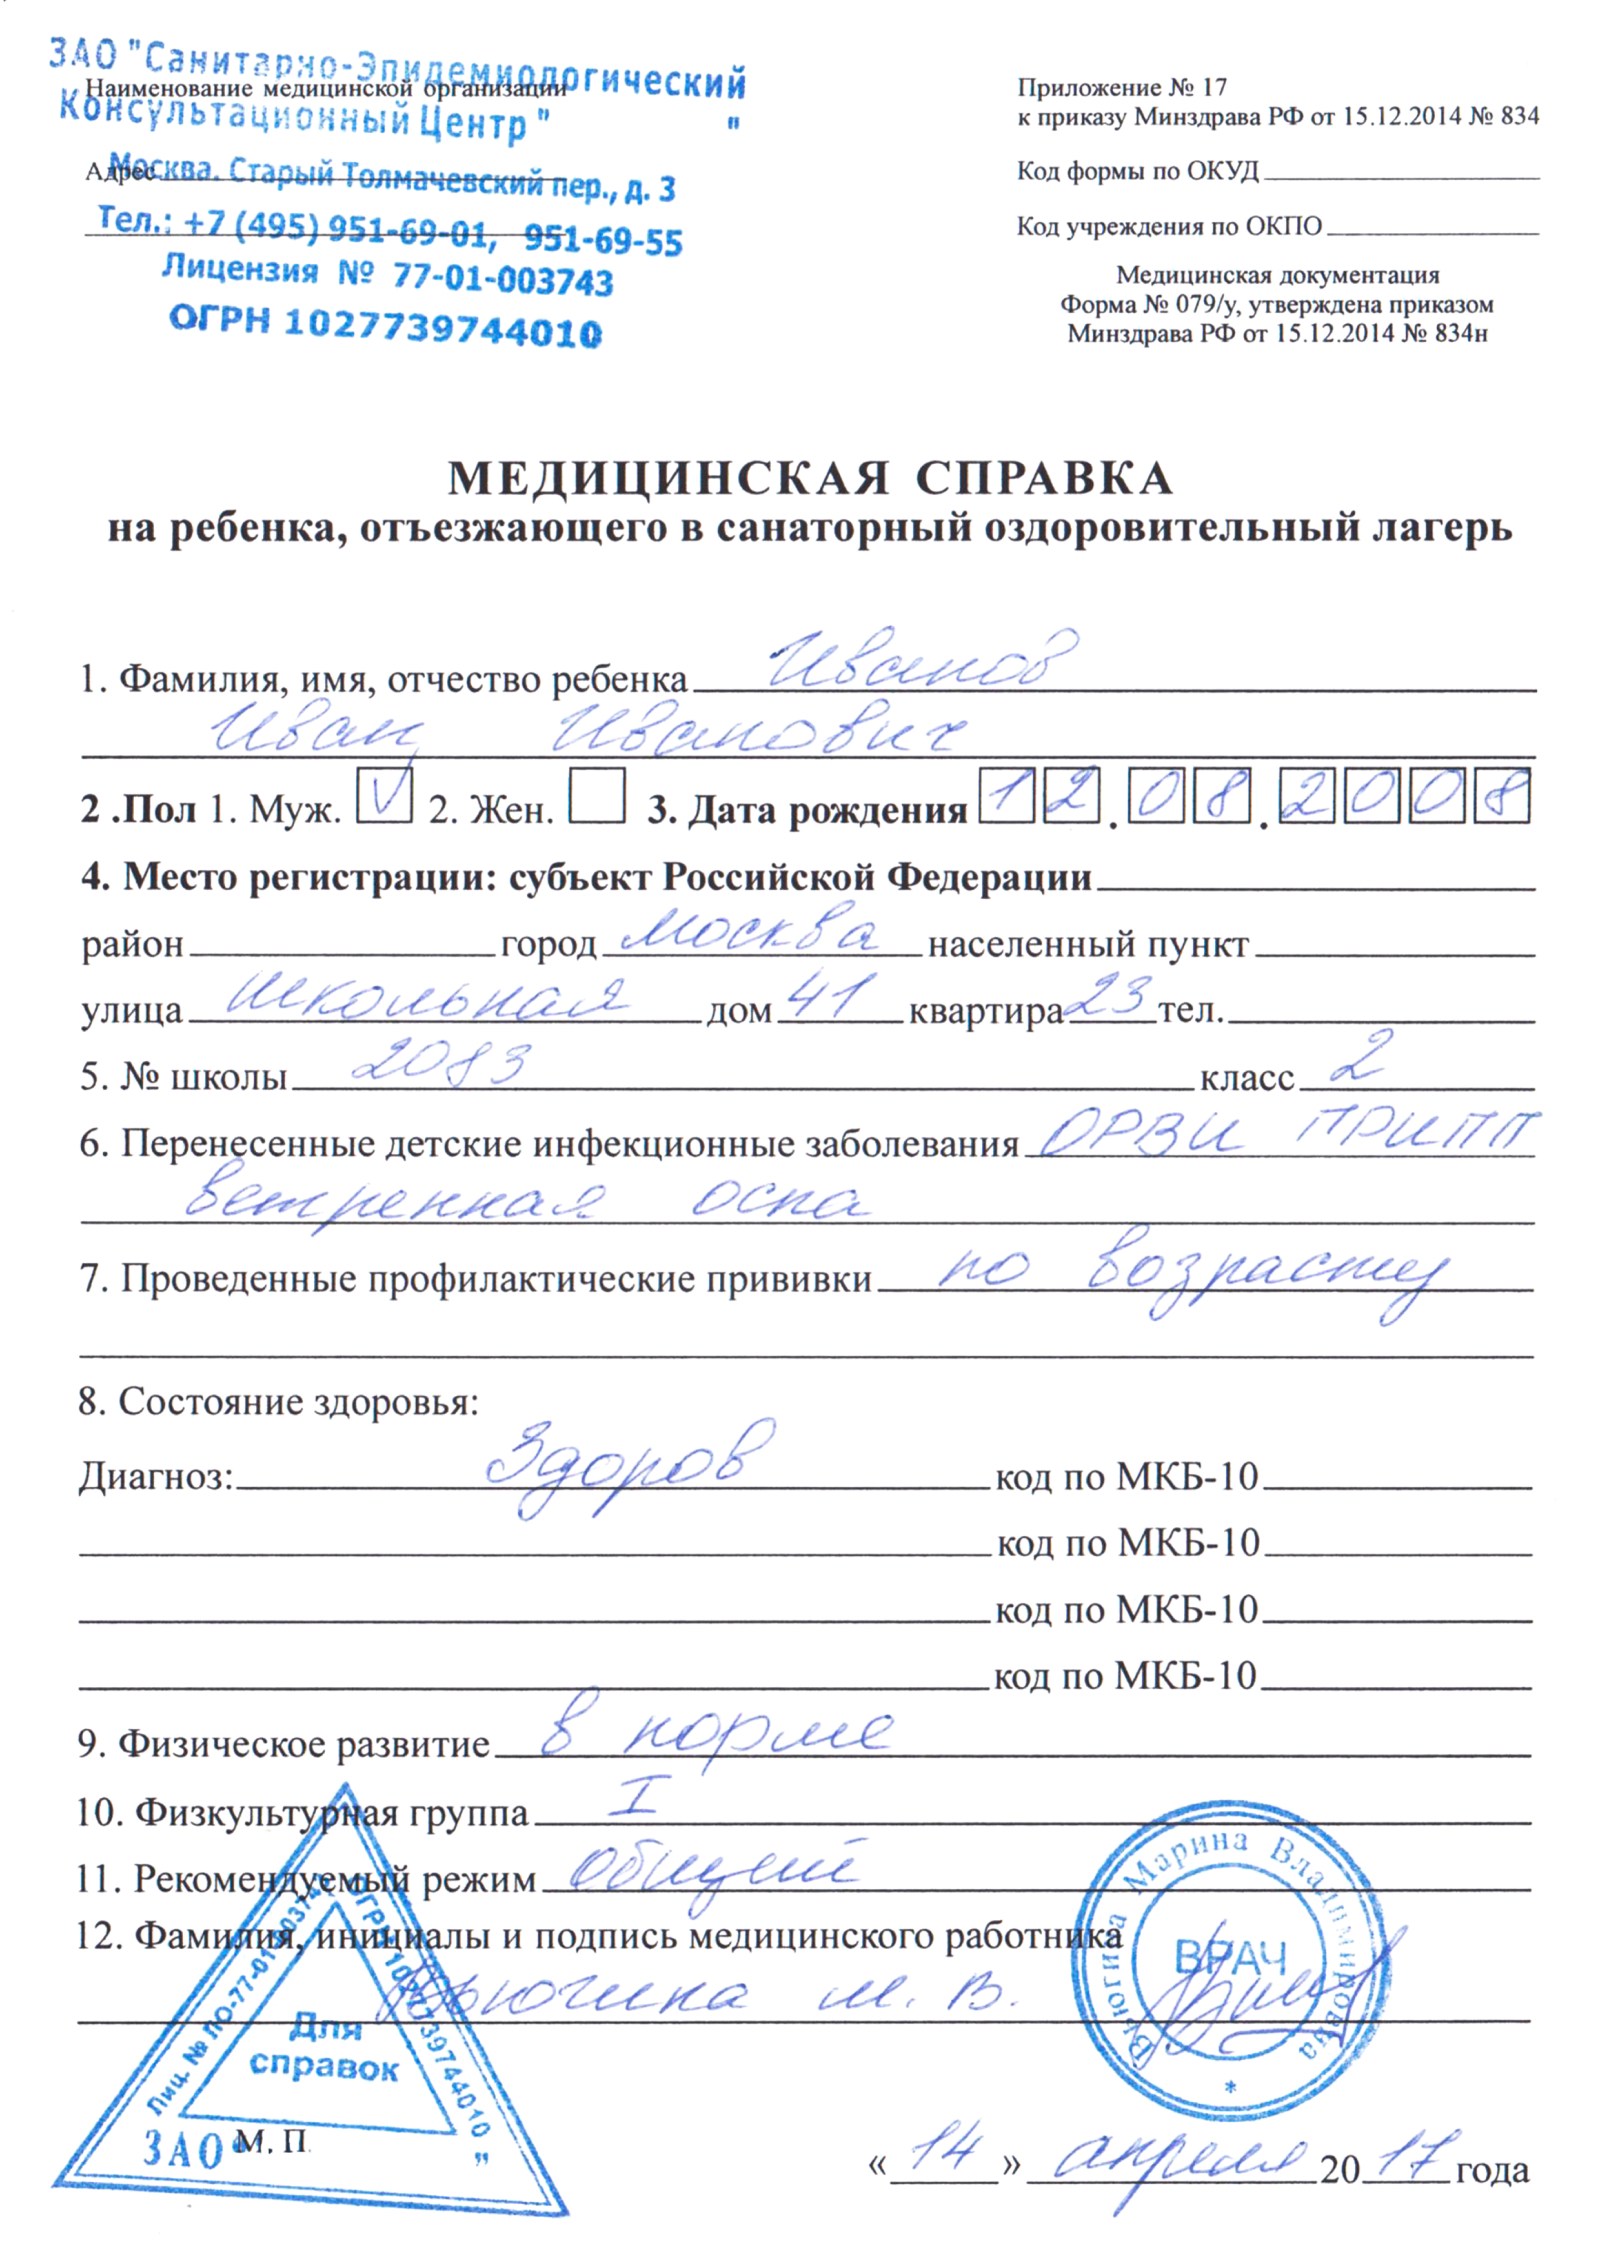 ЗАО "Санитарно-Эпидемиологический
Наименование медицинской организации
Консультационный Центр " "
Адрес
Москва. Старый Толмачевский пер., д. 3
Тел.: +7 (495) 951-69-01, 951-69-55
Лицензия № 77-01-003743
ОГРН 1027739744010
Приложение № 17
к приказу Минздрава РФ от 15.12.2014 № 834
Код формы по ОКУД
Код учреждения по ОКПО
Медицинская документация
Форма № 079/у, утверждена приказом
Минздрава РФ от 15.12.2014 № 834н
МЕДИЦИНСКАЯ СПРАВКА
на ребенка, отъезжающего в санаторный оздоровительный лагерь
1. Фамилия, имя, отчество ребенка Иванов
Иван Иванович
2 .Пол 1. Муж. V 2. Жен. 3. Дата рождения 12.08.2008
4. Место регистрации: субъект Российской Федерации
район город Москва населенный пункт
улица Школьная дом 41 квартира 23 тел.
5. № школы 2083 класс 2
6. Перенесенные детские инфекционные заболевания ОРВИ
ветренная оспа
7. Проведенные профилактические прививки по возрасту
8. Состояние здоровья:
Диагноз: Здоров код по МКБ-10
код по МКБ-10
код по МКБ-10
код по МКБ-10
9. Физическое развитие в норме
10. Физкультурная группа I
11. Рекомендуемый режим общий
12. Фамилия, инициалы и подпись медицинского работника
Вьюгина М. В.
Вьюгина Марина Владимировна
ВРАЧ
*
Лиц. № ЛО-77-01-003743
ОГРН 1027739744010
Для
справок
ЗАО " "
М. П.
«14» апреля 2017 года